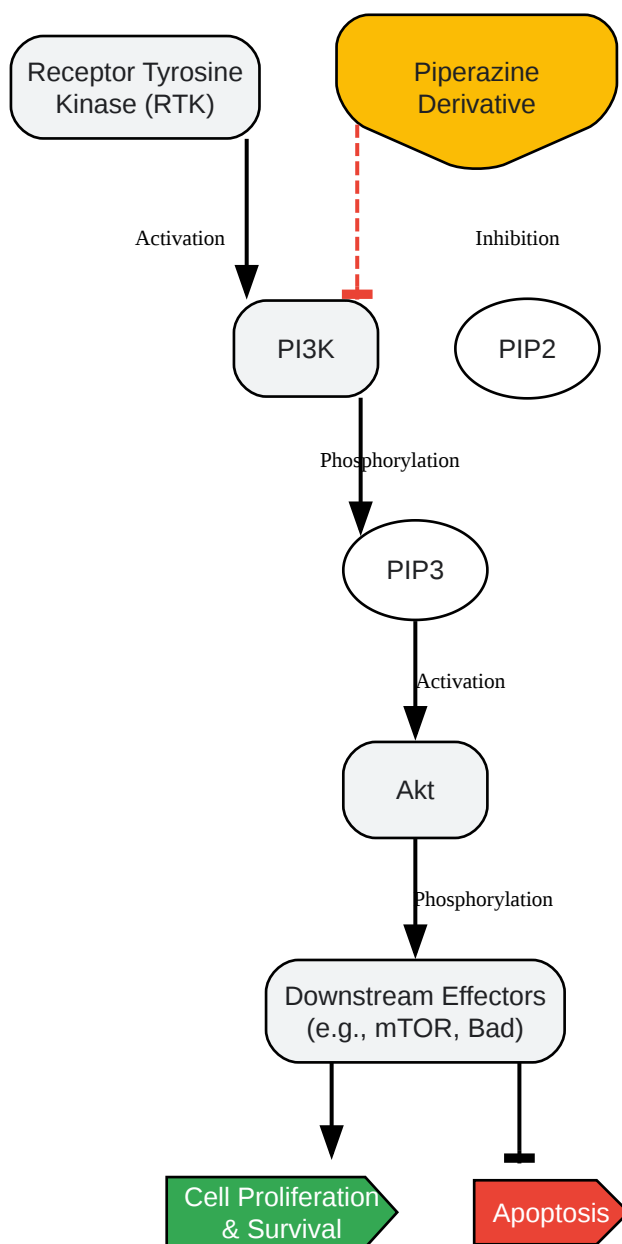 Receptor Tyrosine
Kinase (RTK)
Piperazine
Derivative
Activation
Inhibition
PI3K
PIP2
Phosphorylation
PIP3
Activation
Akt
Phosphorylation
Downstream Effectors
(e.g., mTOR, Bad)
Cell Proliferation
& Survival
Apoptosis